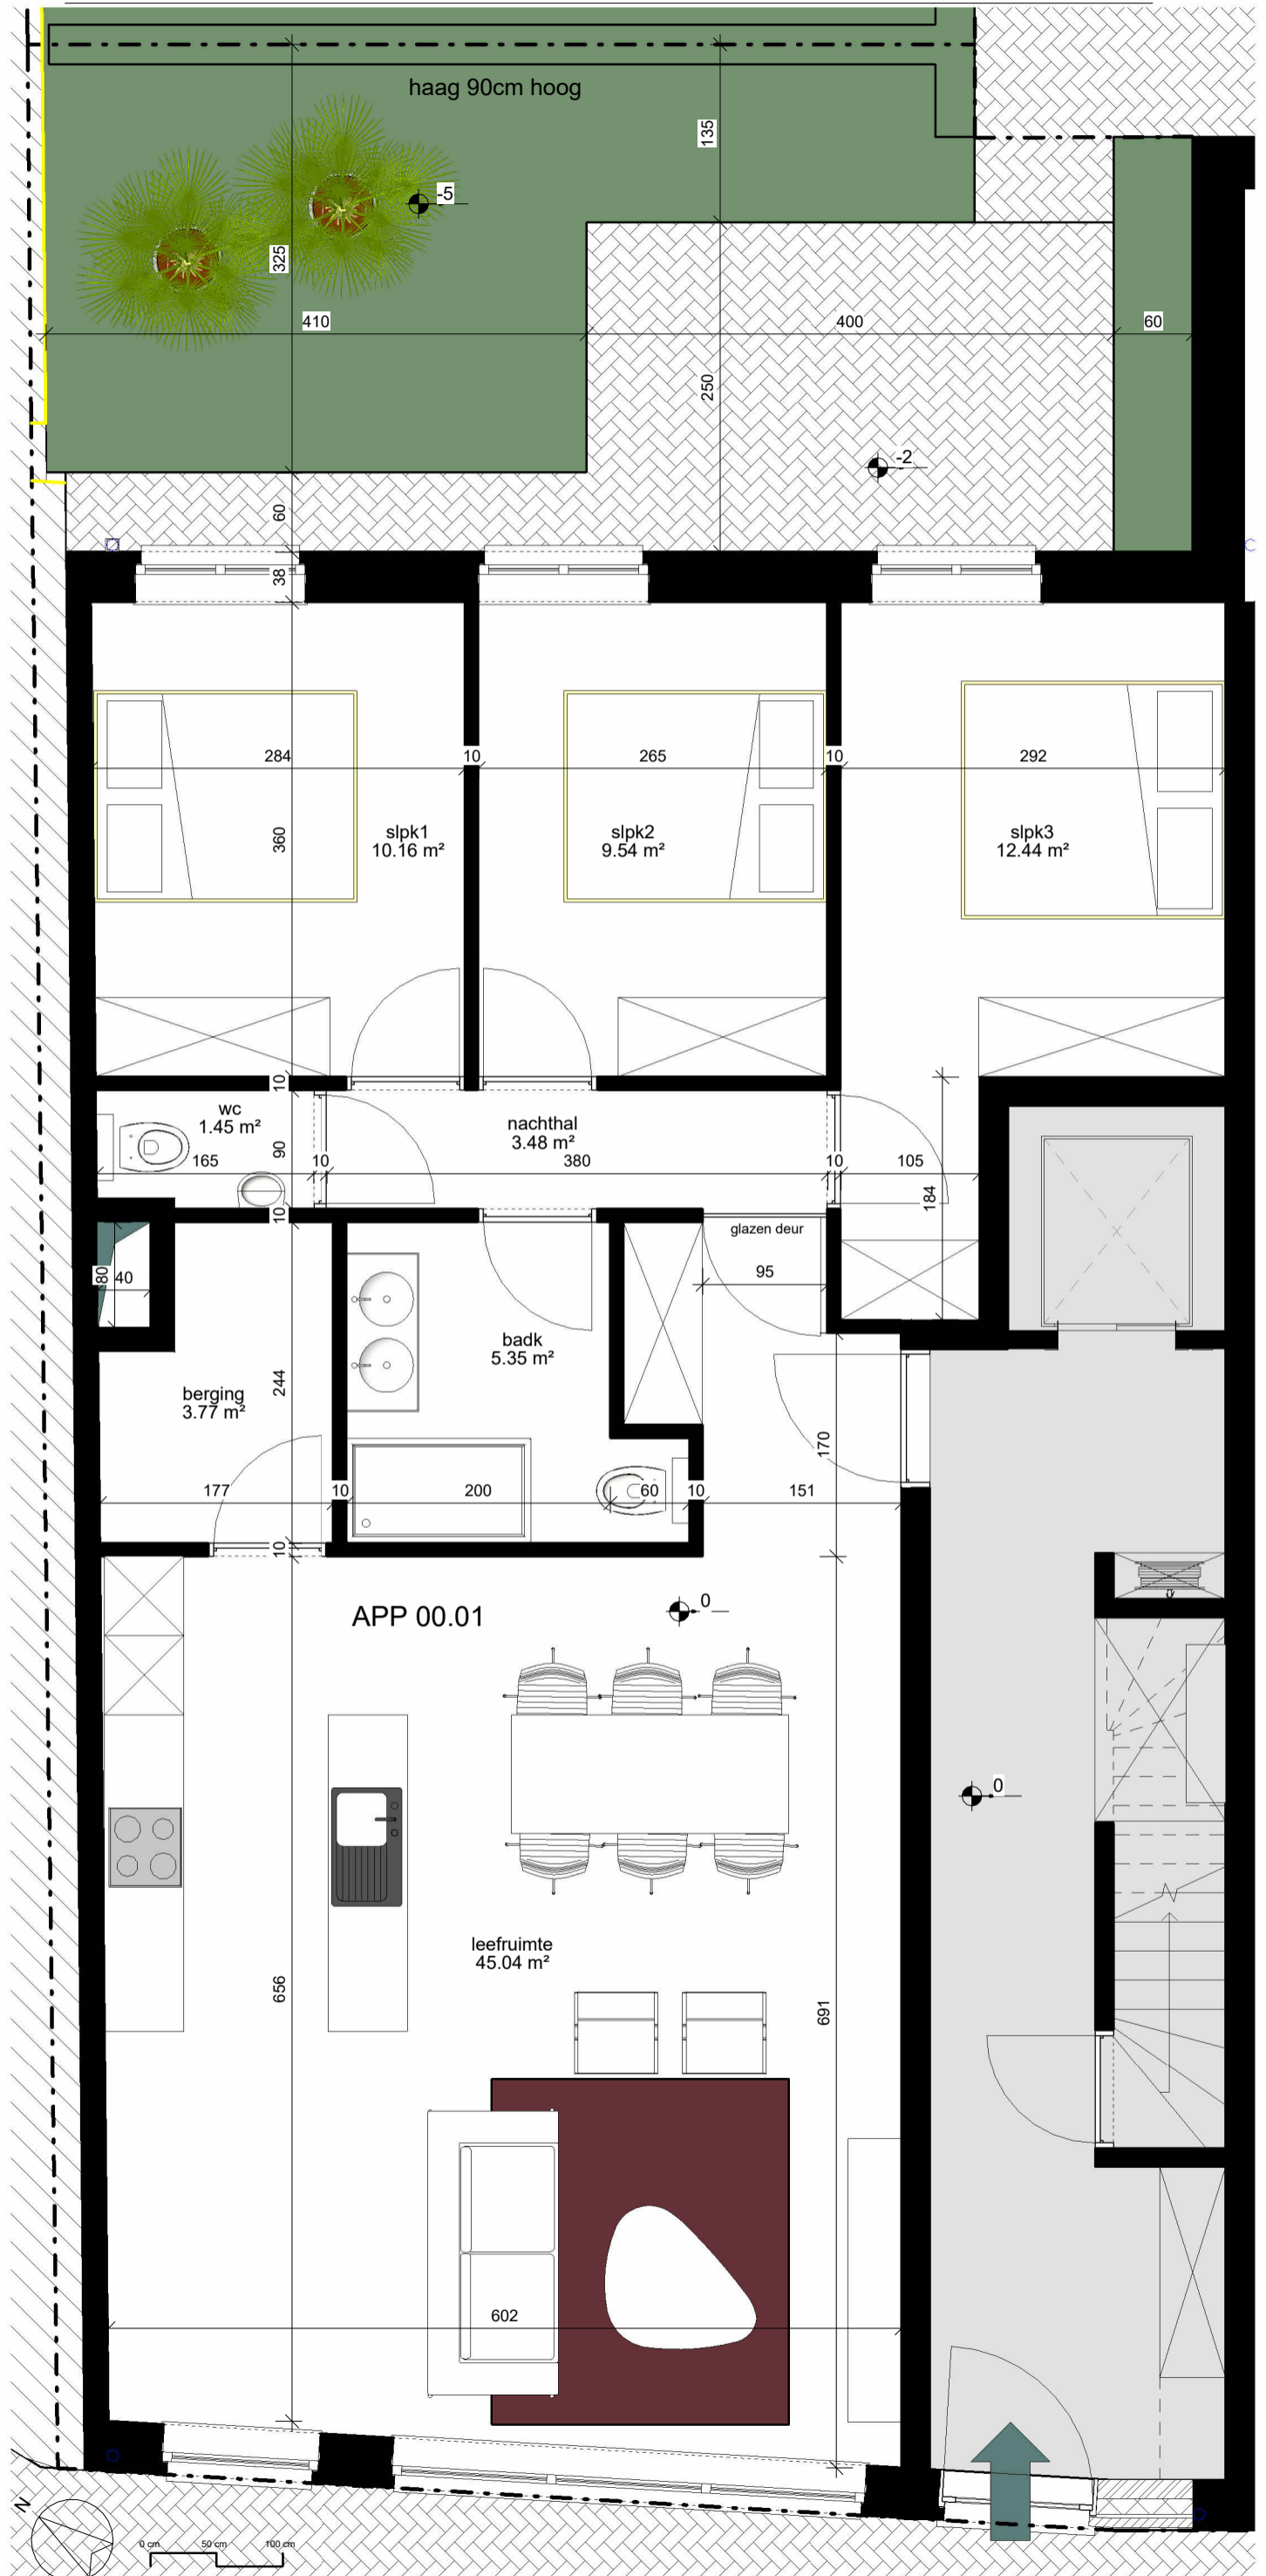 haag 90cm hoog
135
-5
325
410
400
60
250
-2
60
38
284
10
265
10
292
360
slpk1
10.16 m²
slpk2
9.54 m²
slpk3
12.44 m²
10
wc
1.45 m²
nachthal
3.48 m²
90
165
10
380
10
105
184
10
glazen deur
80
40
95
badk
5.35 m²
berging
3.77 m²
244
170
177
10
200
60
10
151
10
APP 00.01
0
0
leefruimte
45.04 m²
656
691
602
N
0 cm
50 cm
100 cm